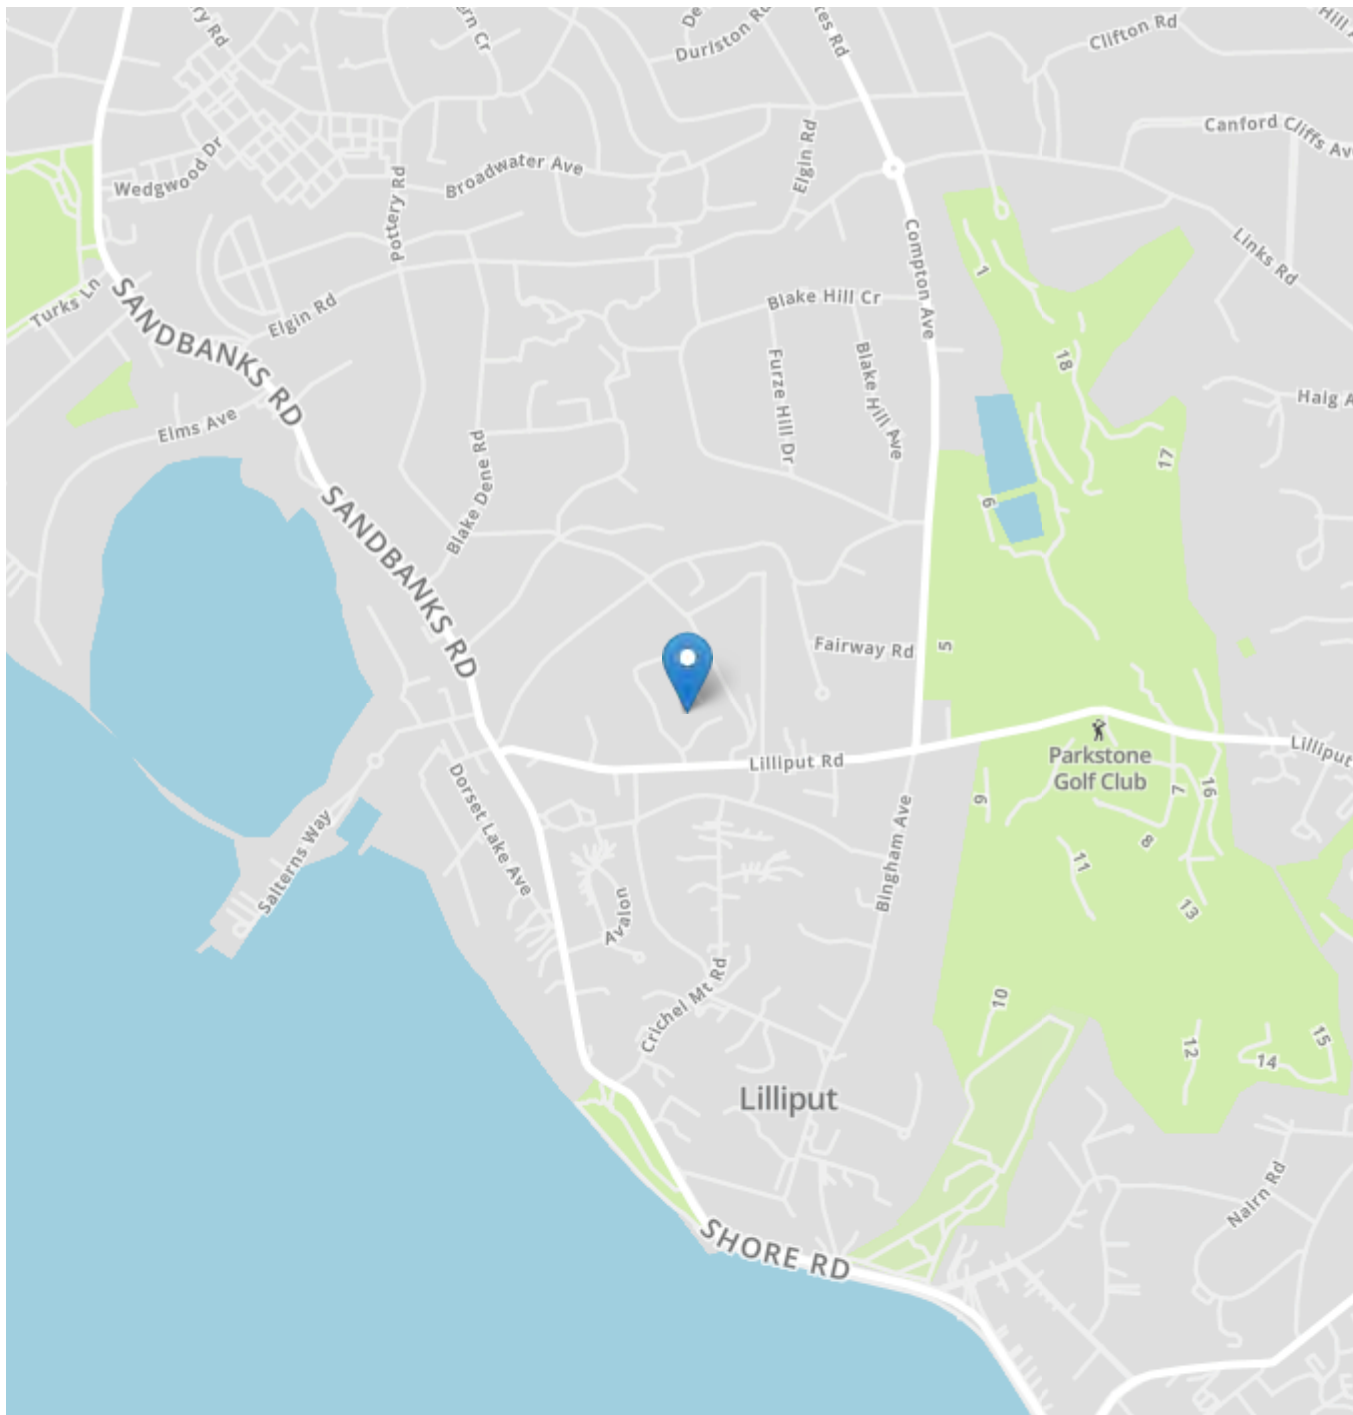 Durlston Rd
Clifton Rd
Canford Cliffs Av
Wedgwood Dr
Pottery Rd
Broadwater Ave
Elgin Rd
Compton Ave
Links Rd
Turks Ln
SANDBANKS RD
Elgin Rd
Blake Hill Cr
1
18
Furze Hill Dr
Blake Hill Ave
Elms Ave
17
Blake Dene Rd
6
SANDBANKS RD
Fairway Rd
5
Lilliput Rd
Parkstone
Golf Club
Lilliput
Dorset Lake Ave
9
7
16
8
11
Salterns Way
Bingham Ave
Avalon
13
Crichel Mt Rd
10
12
14
15
Lilliput
Nairn Rd
SHORE RD